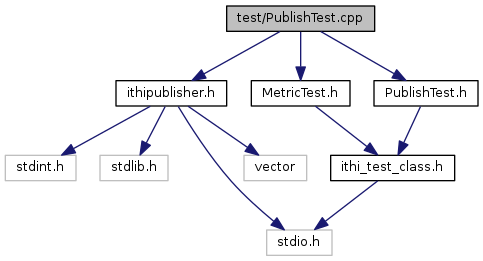 test/PublishTest.cpp
ithipublisher.h
MetricTest.h
PublishTest.h
stdint.h
stdlib.h
vector
ithi_test_class.h
stdio.h